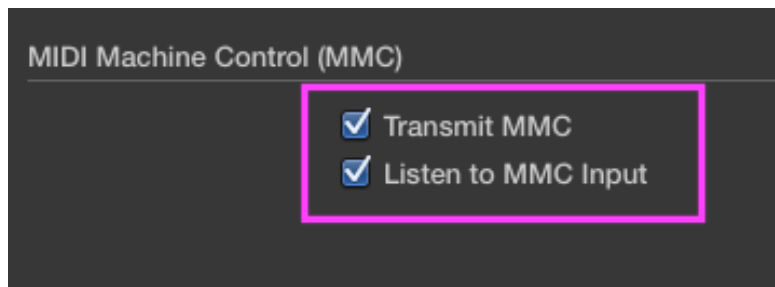 MIDI Machine Control (MMC)
Transmit MMC
Listen to MMC Input